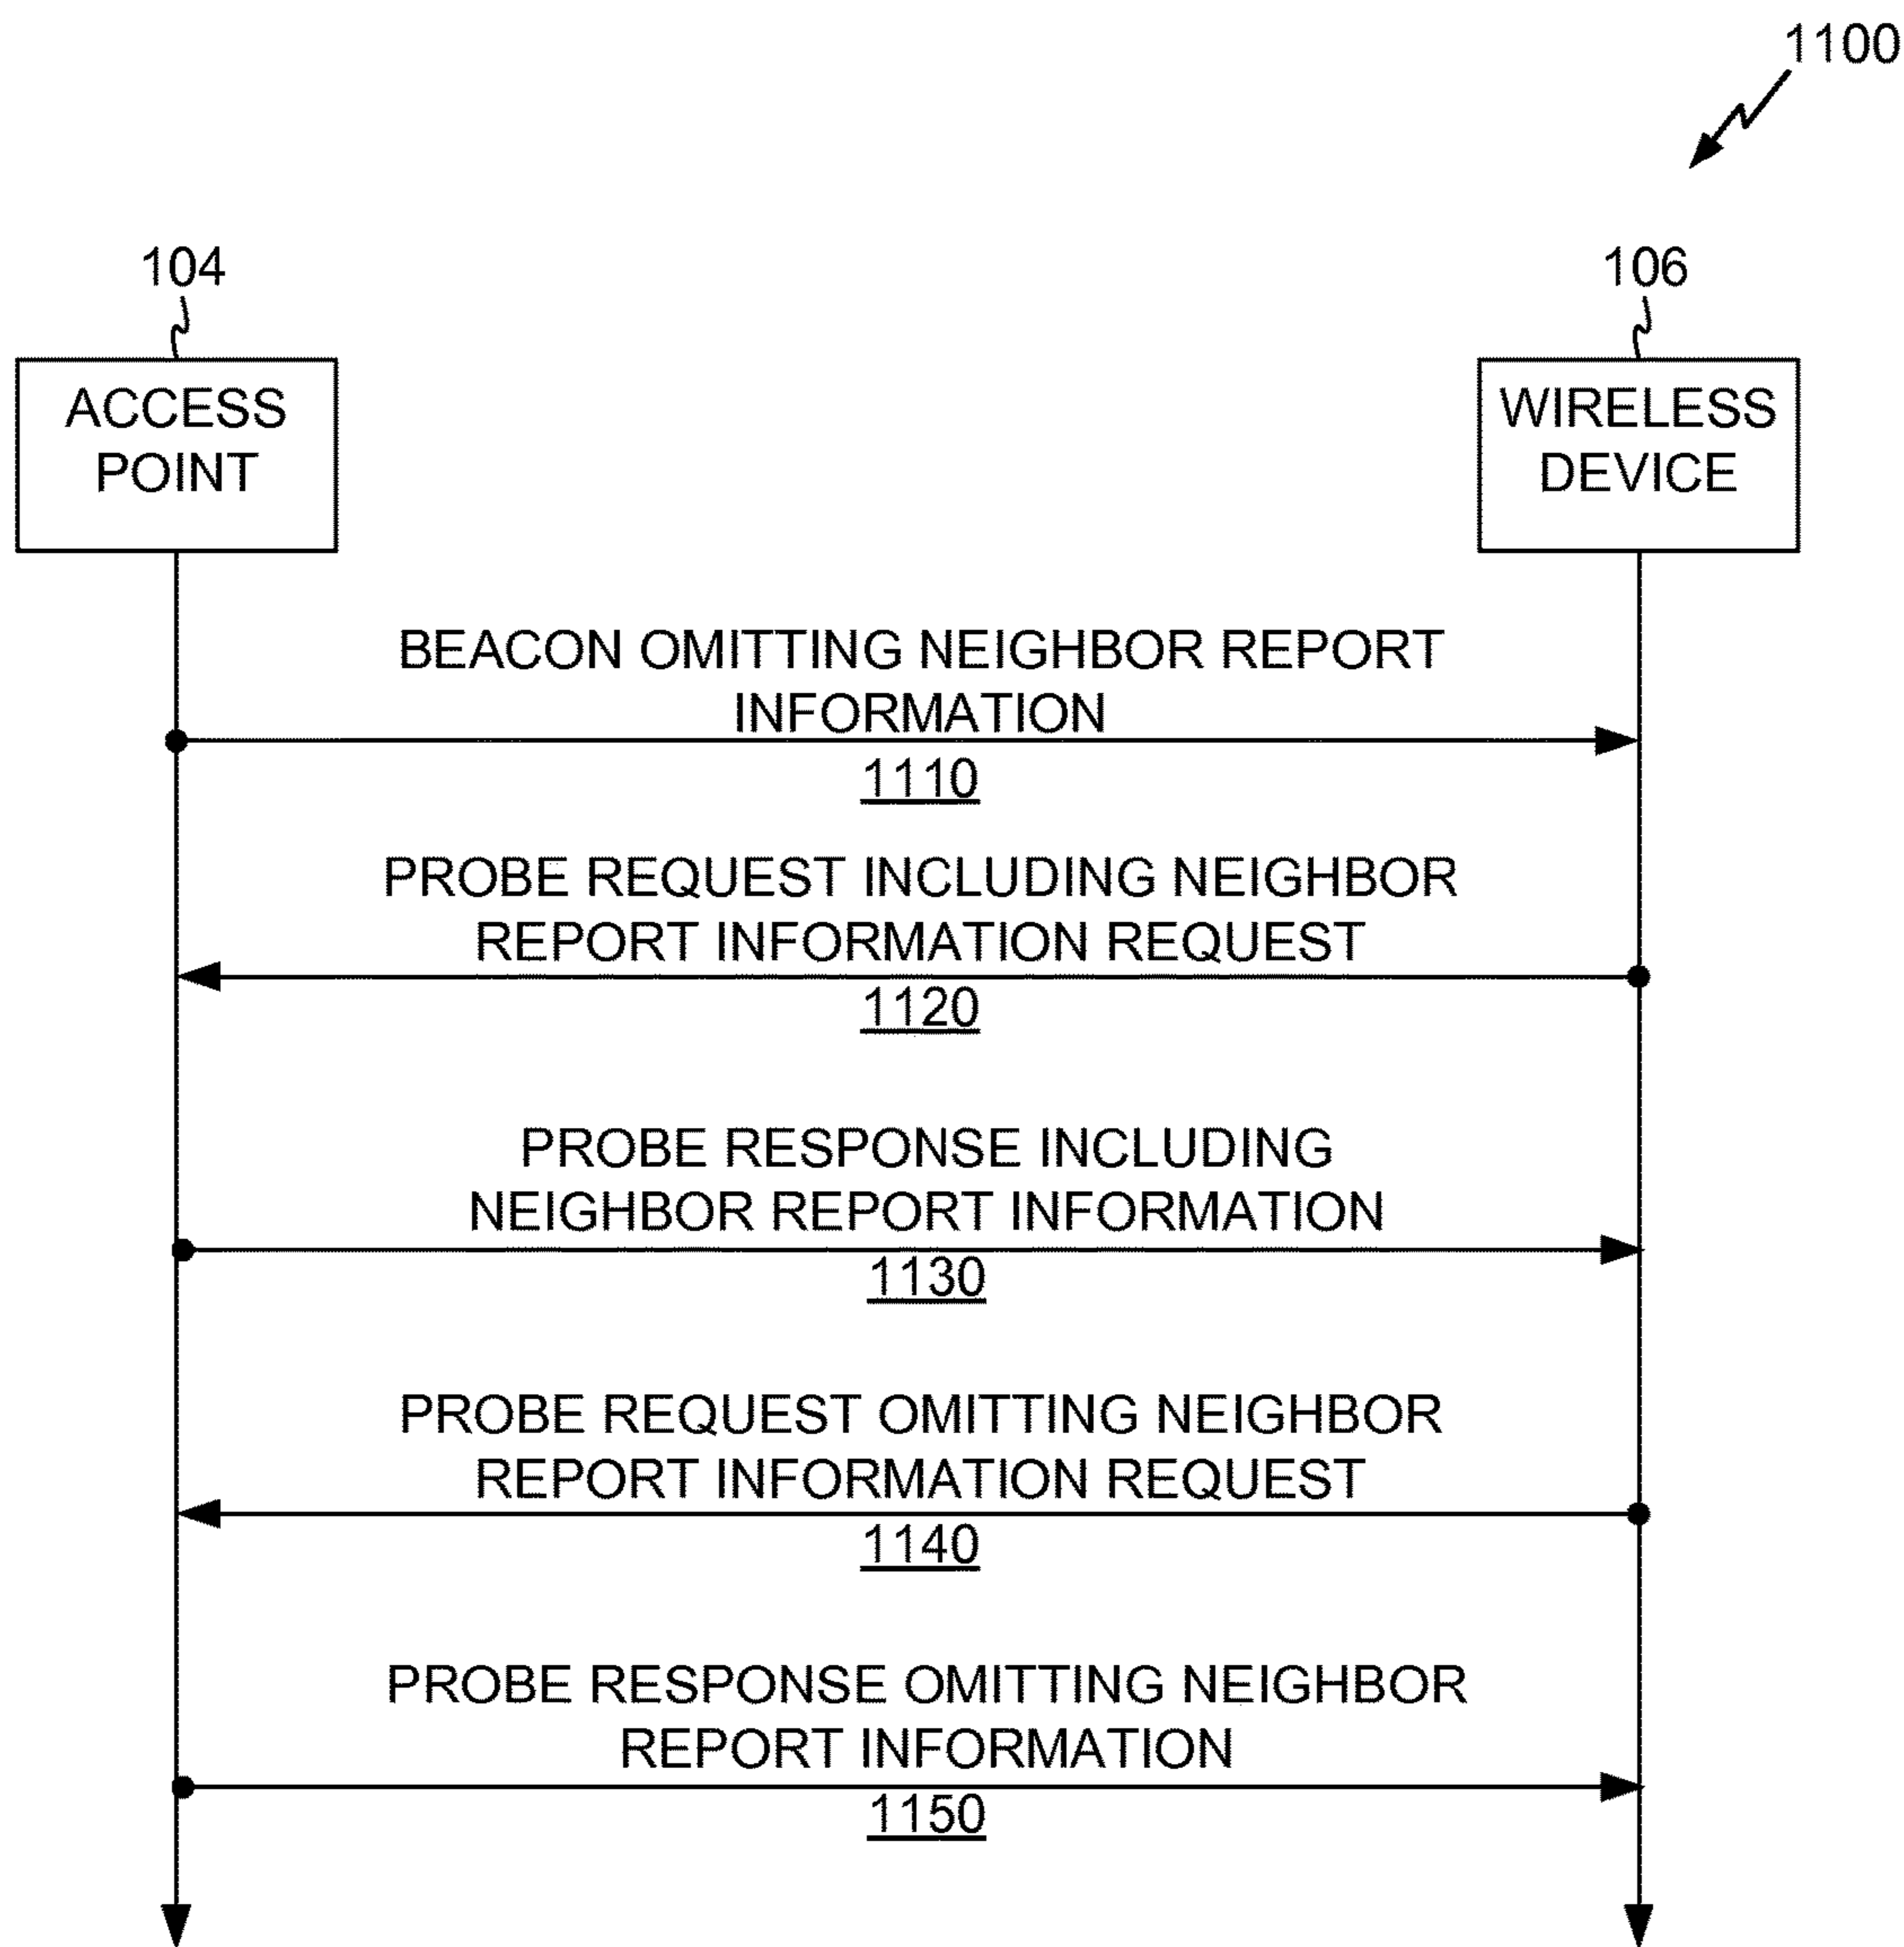 1100
104
106
ACCESS
POINT
WIRELESS
DEVICE
BEACON OMITTING NEIGHBOR REPORT
INFORMATION
1110
PROBE REQUEST INCLUDING NEIGHBOR
REPORT INFORMATION REQUEST
1120
PROBE RESPONSE INCLUDING
NEIGHBOR REPORT INFORMATION
1130
PROBE REQUEST OMITTING NEIGHBOR
REPORT INFORMATION REQUEST
1140
PROBE RESPONSE OMITTING NEIGHBOR
REPORT INFORMATION
1150